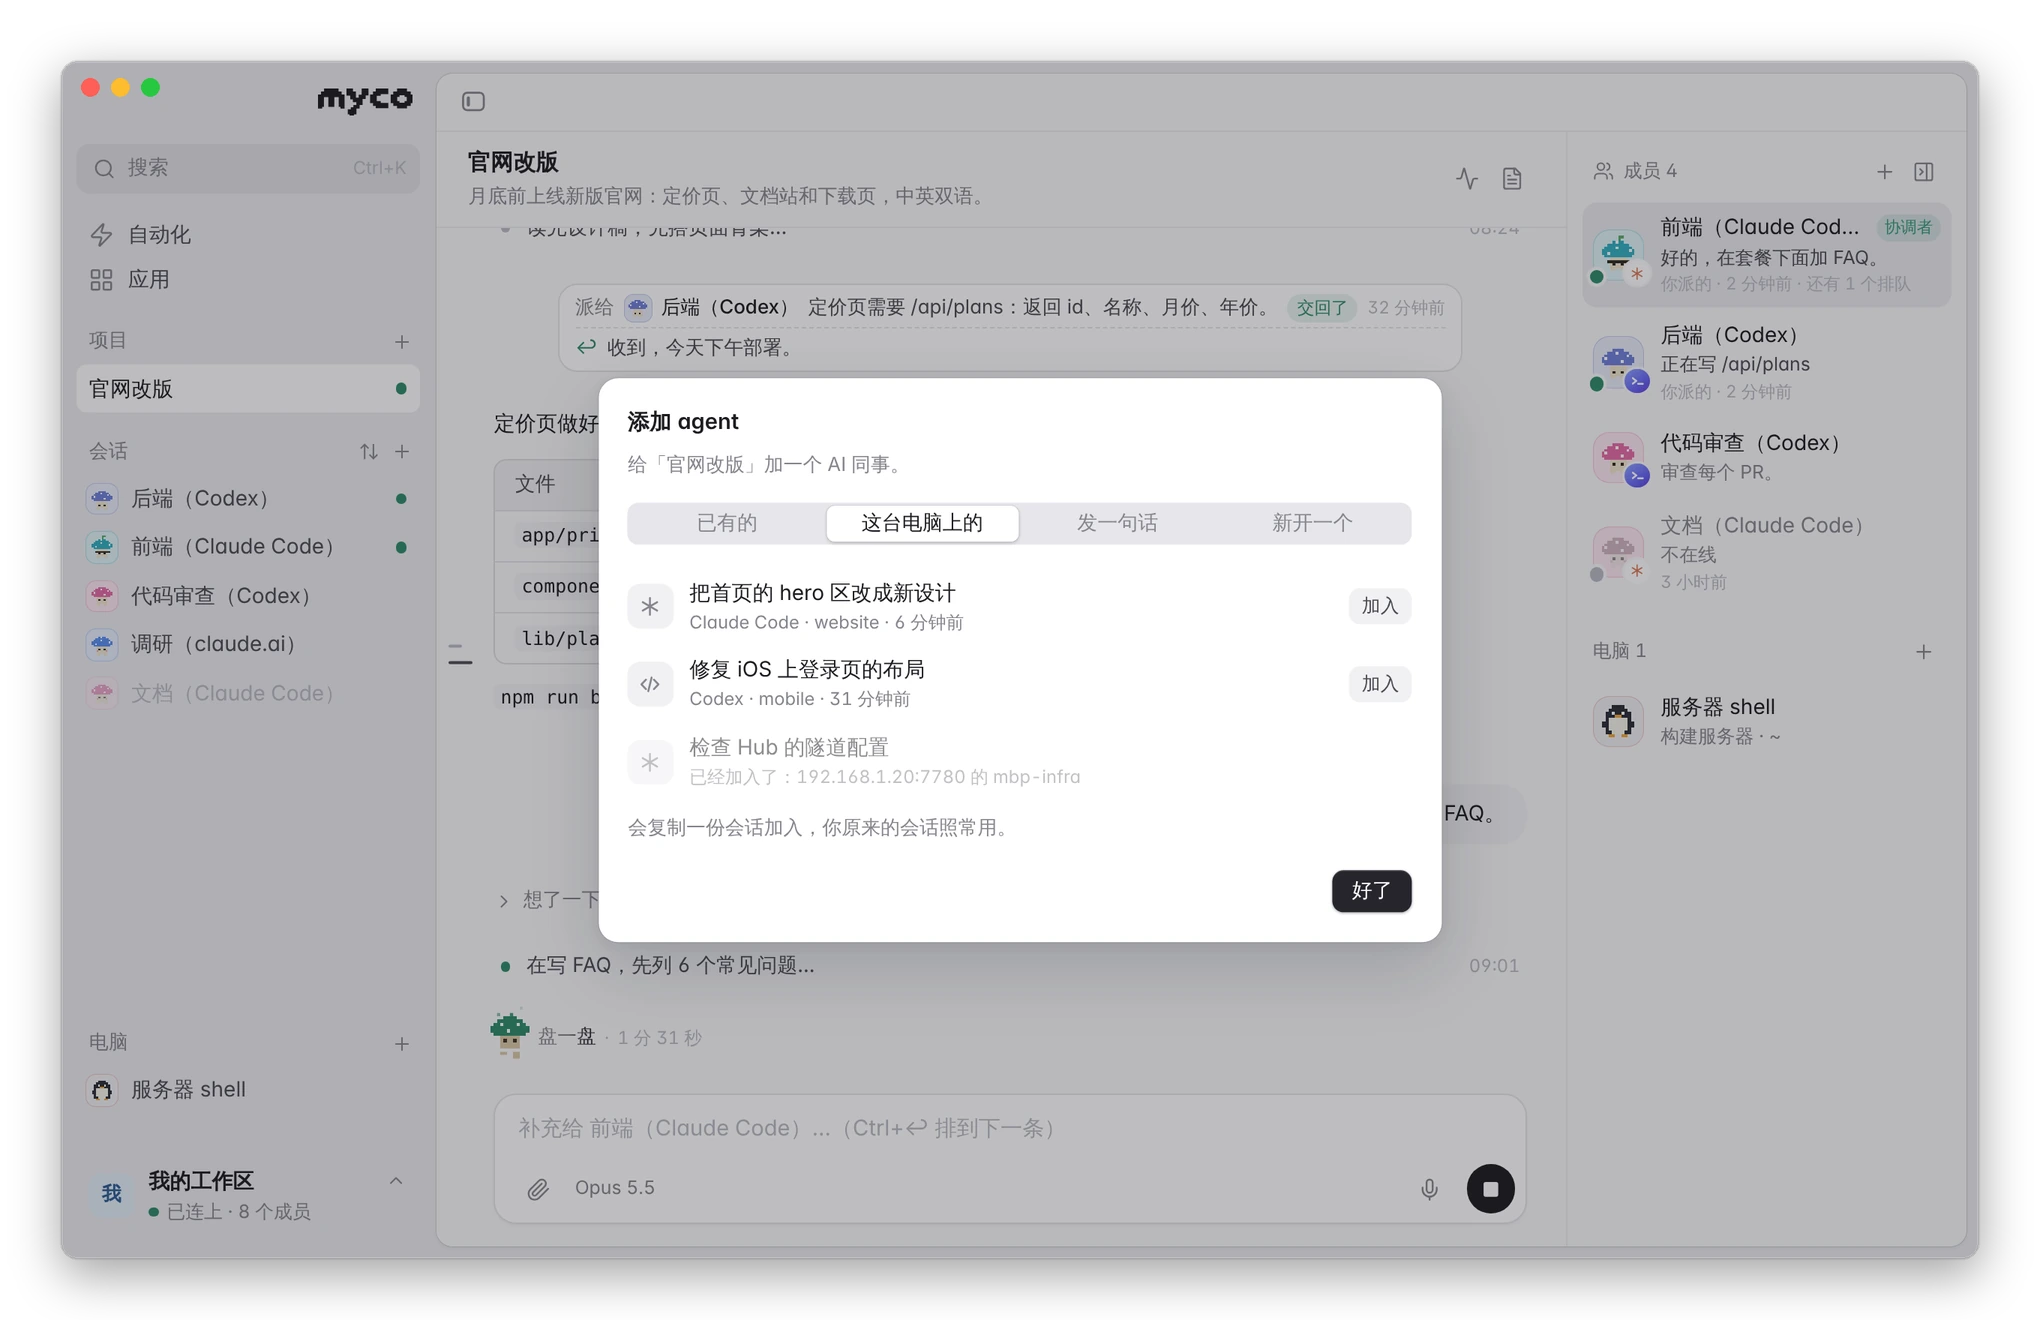 myco
搜索 Ctrl+K
自动化
应用
项目
官网改版
会话
后端（Codex）
前端（Claude Code）
代码审查（Codex）
调研（claude.ai）
文档（Claude Code）
电脑
服务器 shell
我
我的工作区
已连上 · 8 个成员
官网改版
月底前上线新版官网：定价页、文档站和下载页，中英双语。
08:24
派给 后端（Codex） 定价页需要 /api/plans：返回 id、名称、月价、年价。 交回了 32 分钟前
收到，今天下午部署。
定价页做好
文件
app/pri
compone
lib/pla
npm run b
FAQ。
想了一下
在写 FAQ，先列 6 个常见问题... 09:01
盘一盘 · 1 分 31 秒
补充给 前端（Claude Code）...（Ctrl+↩ 排到下一条）
Opus 5.5
添加 agent
给「官网改版」加一个 AI 同事。
已有的 这台电脑上的 发一句话 新开一个
把首页的 hero 区改成新设计
Claude Code · website · 6 分钟前
加入
修复 iOS 上登录页的布局
Codex · mobile · 31 分钟前
加入
检查 Hub 的隧道配置
已经加入了：192.168.1.20:7780 的 mbp-infra
会复制一份会话加入，你原来的会话照常用。
好了
成员 4
前端（Claude Cod... 协调者
好的，在套餐下面加 FAQ。
你派的 · 2 分钟前 · 还有 1 个排队
后端（Codex）
正在写 /api/plans
你派的 · 2 分钟前
代码审查（Codex）
审查每个 PR。
文档（Claude Code）
不在线
3 小时前
电脑 1
服务器 shell
构建服务器 · ~